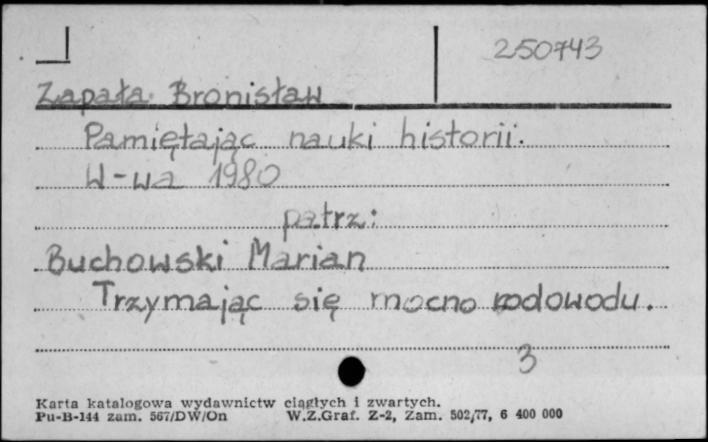 250743
Zapała Bronisław
Pamiętając nauki historii.
W-wa 1980
patrz:
Buchowski Marian
Trzymając się mocno rodowodu.
3
Karta katalogowa wydawnictw ciągłych i zwartych.
Pu-B-144 zam. 567/DW/On W.Z.Graf. Z-2, Zam. 502/77, 6 400 000